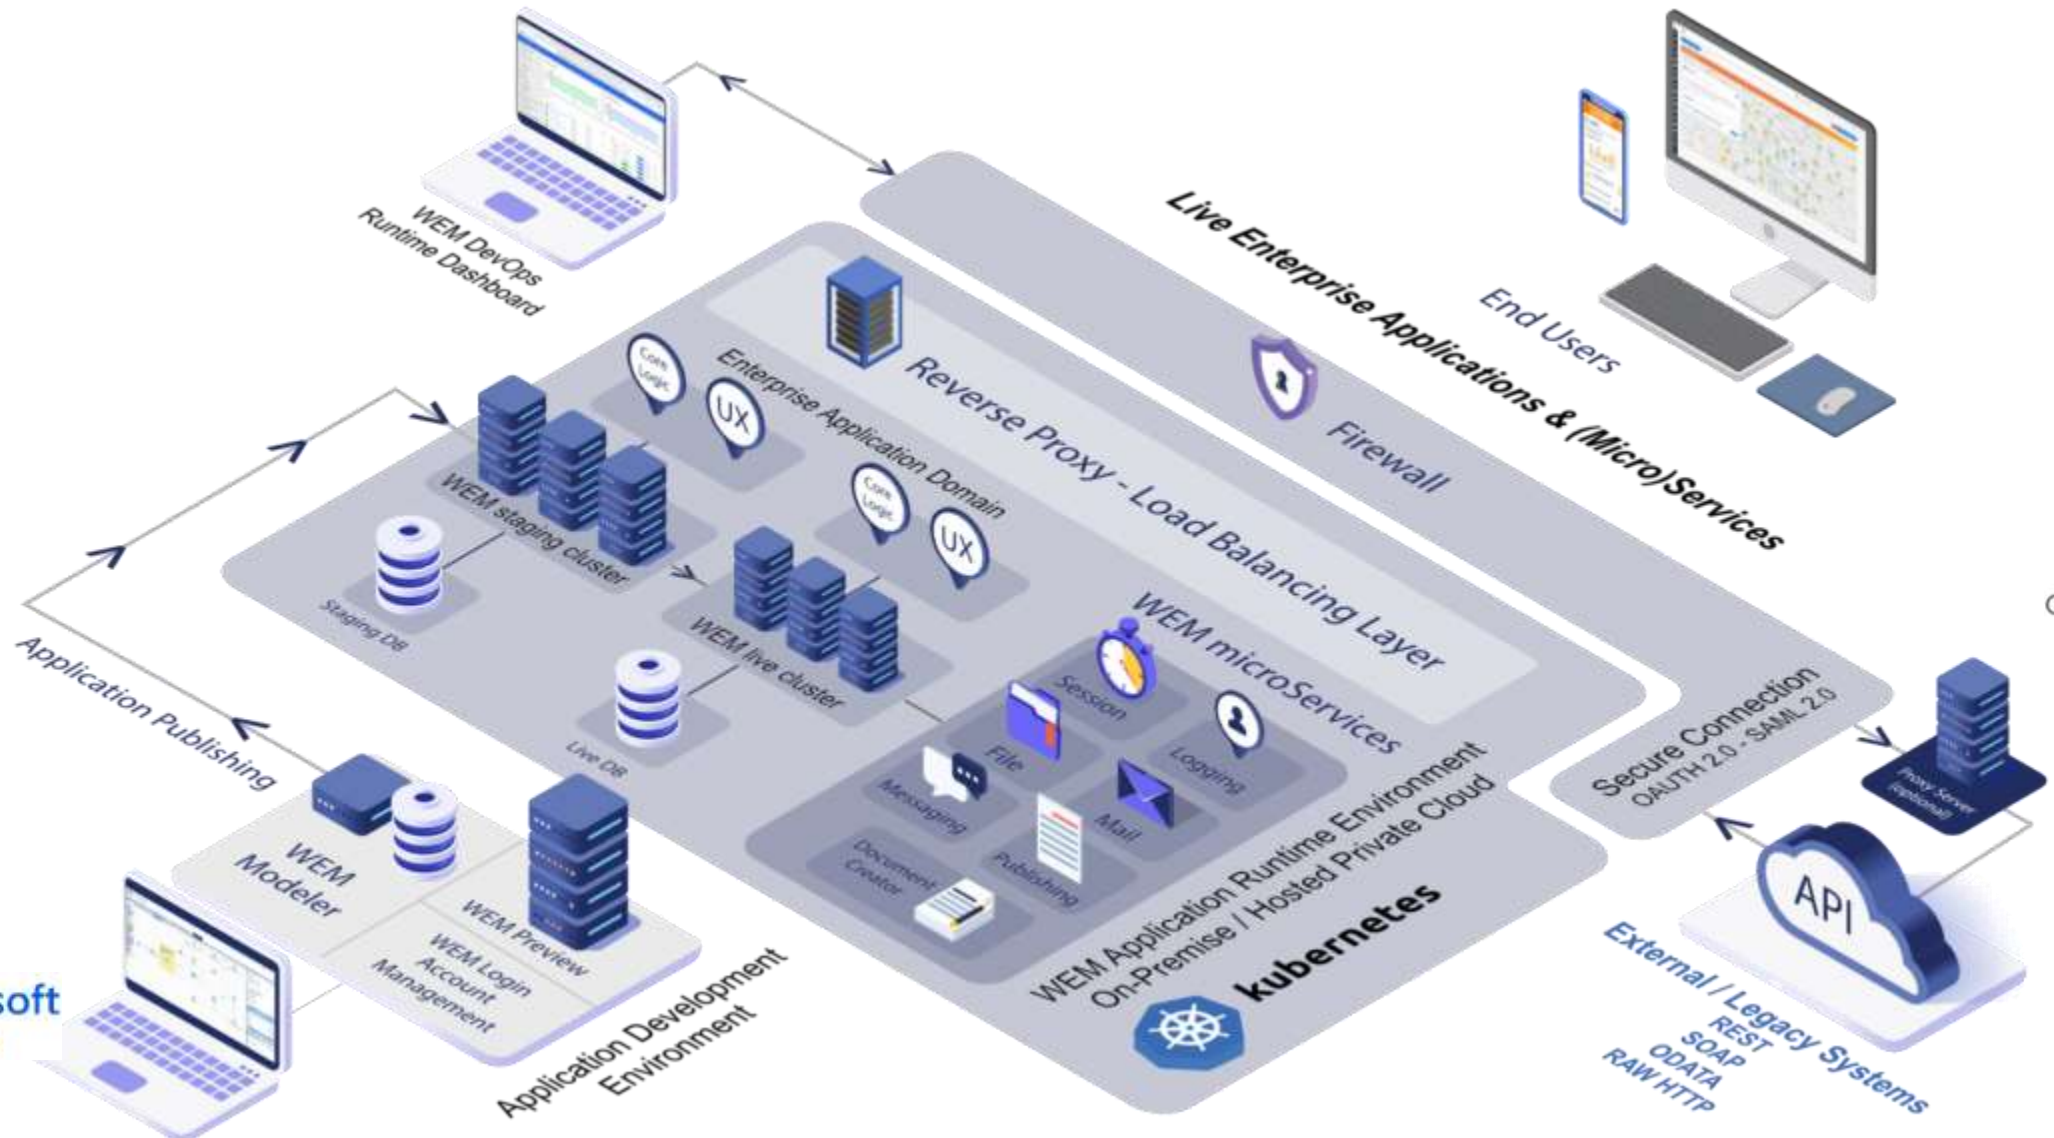 WEM DevOps
Runtime Dashboard
Live Enterprise Applications & (Micro)Services
End Users
Firewall
Reverse Proxy - Load Balancing Layer
Enterprise Application Domain
Core
Logic
UX
Core
Logic
UX
WEM staging cluster
Staging DB
WEM live cluster
Live DB
WEM microServices
Session
Logging
File
Mail
Messaging
Publishing
Document
Creator
WEM Application Runtime Environment
On-Premise / Hosted Private Cloud
kubernetes
Secure Connection
OAUTH 2.0 - SAML 2.0
Proxy Server
(optional)
API
External / Legacy Systems
REST
SOAP
ODATA
RAW HTTP
Application Publishing
WEM
Modeler
WEM Preview
WEM Login
Account
Management
Application Development
Environment
soft